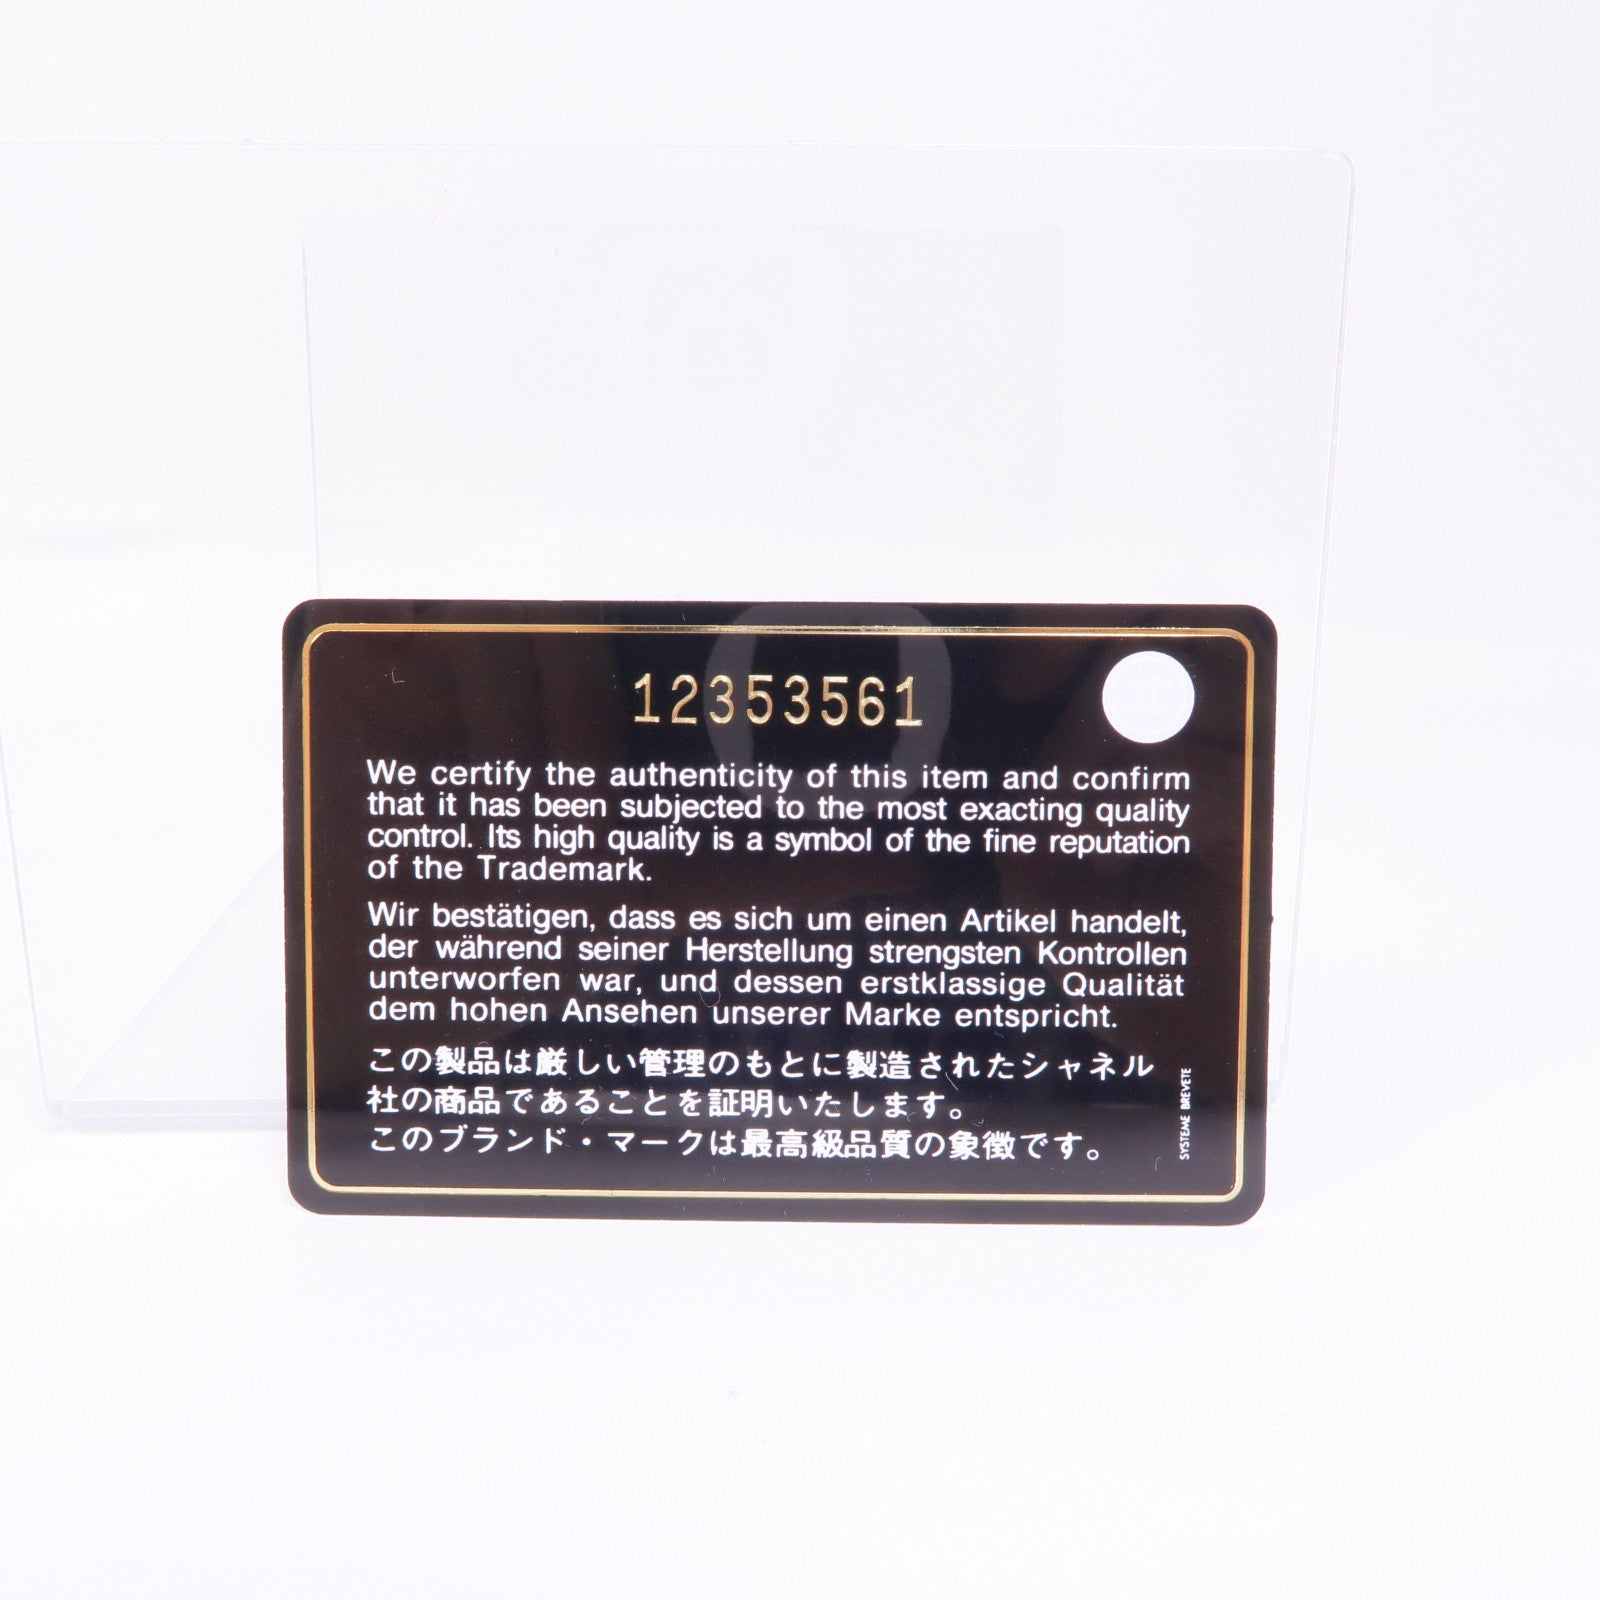 12353561
We certify the authenticity of this item and confirm
that it has been subjected to the most exacting quality
control. Its high quality is a symbol of the fine reputation
of the Trademark.
Wir bestätigen, dass es sich um einen Artikel handelt,
der während seiner Herstellung strengsten Kontrollen
unterworfen war, und dessen erstklassige Qualität
dem hohen Ansehen unserer Marke entspricht.
この製品は厳しい管理のもとに製造されたシャネル
社の商品であることを証明いたします。
このブランド・マークは最高級品質の象徴です。
SYSTEME BREVETE